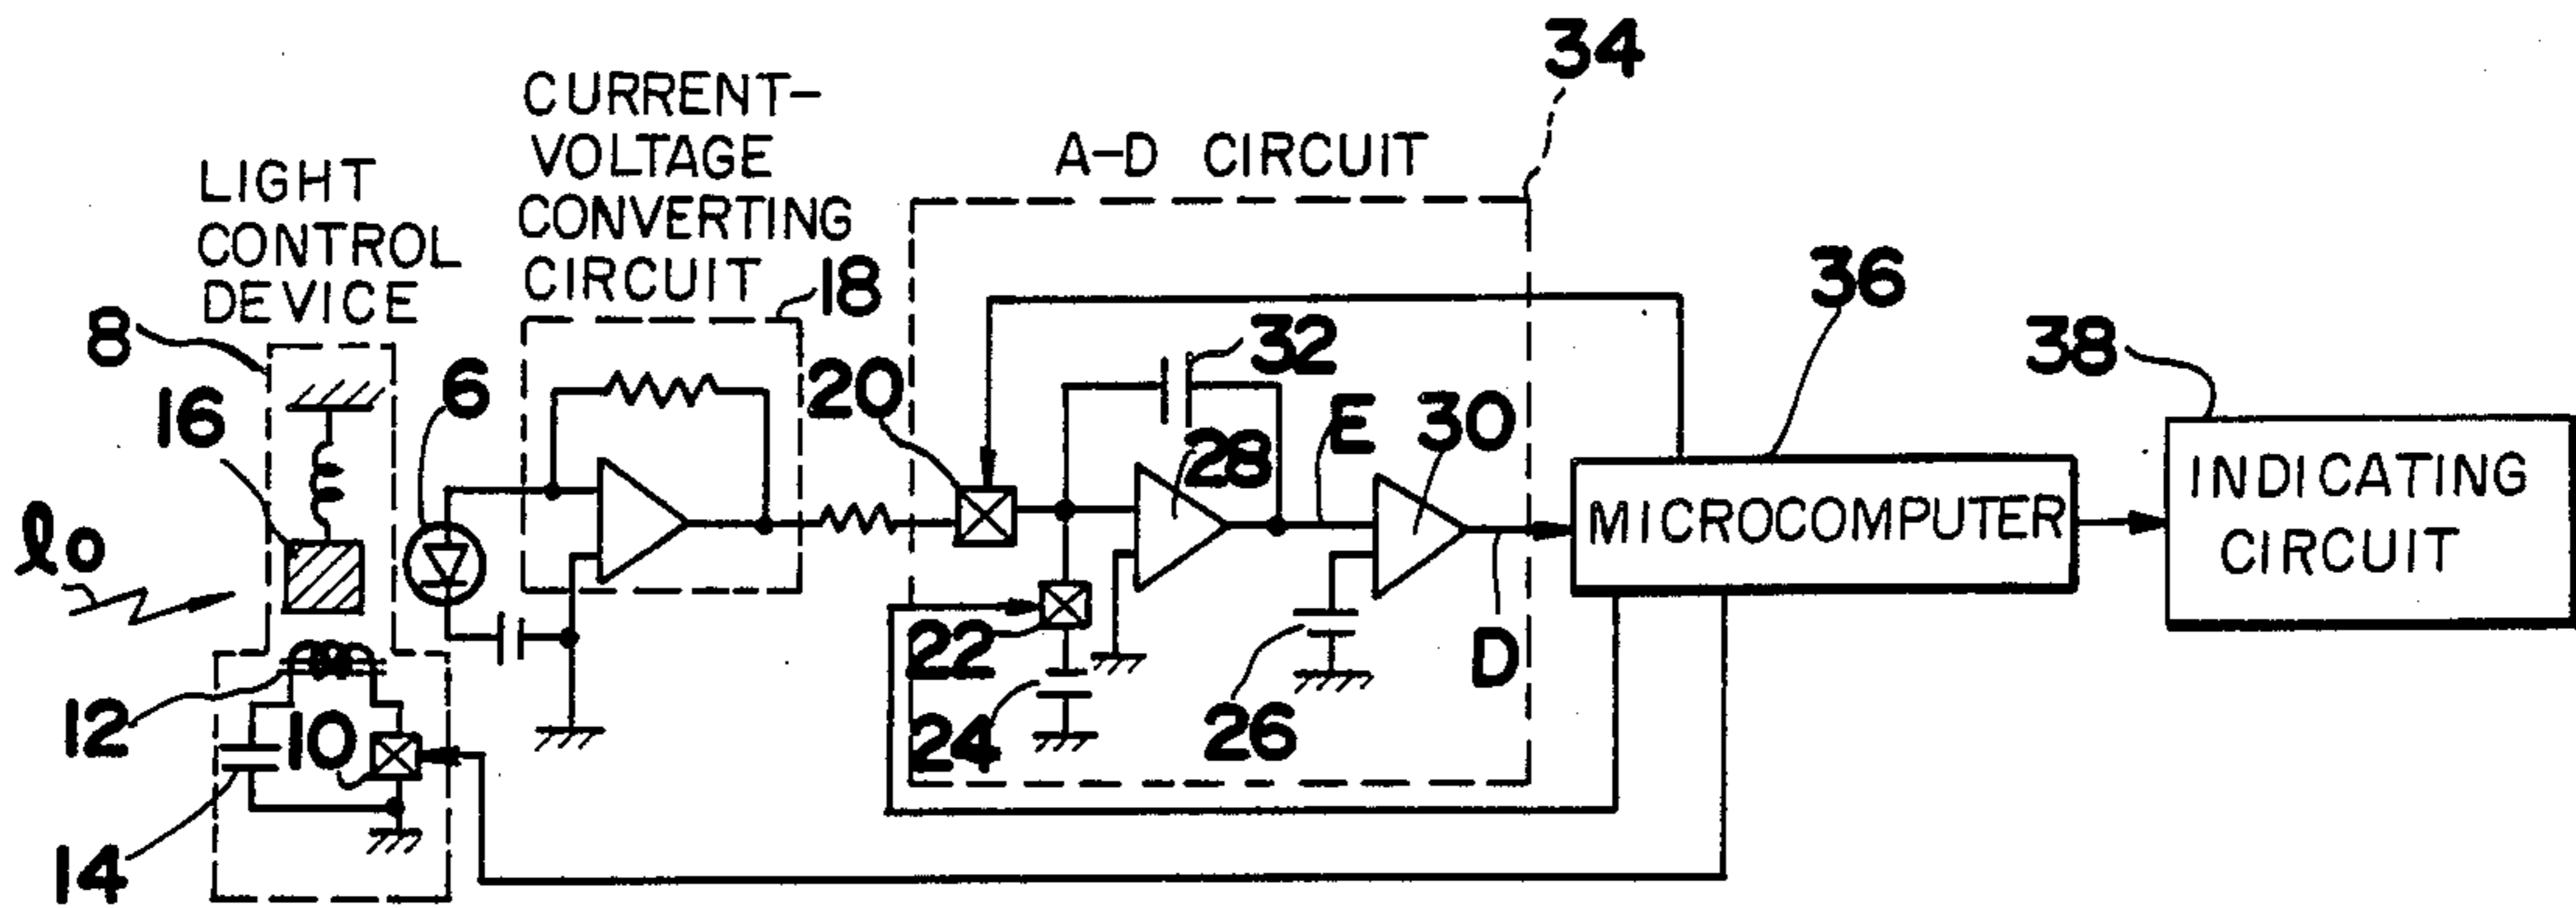 34
CURRENT-
VOLTAGE
CONVERTING
CIRCUIT
18
A-D CIRCUIT
LIGHT
CONTROL
DEVICE
8
36
38
16
6
20
32
28
E
30
INDICATING
CIRCUIT
MICROCOMPUTER
lo
22
D
12
10
24
26
14